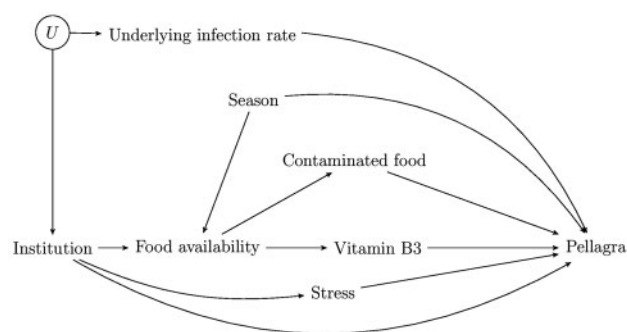 U
Underlying infection rate
Season
Contaminated food
Institution
Food availability
Vitamin B3
Pellagra
Stress